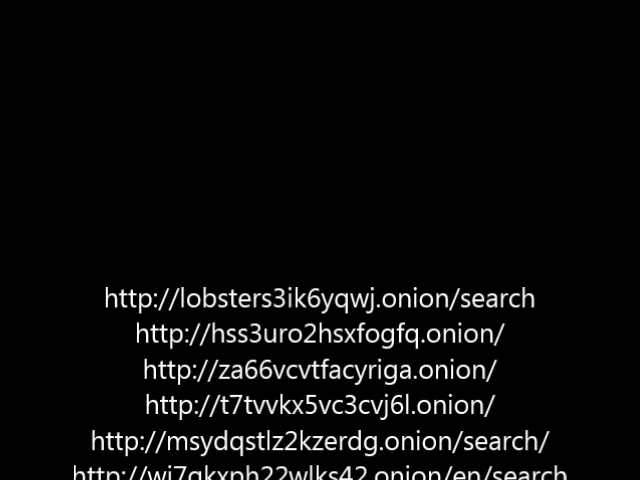 http://lobsters3ik6yqwj.onion/search
http://hss3uro2hsxfogfq.onion/
http://za66vcvtfacyriga.onion/
http://t7tvvkx5vc3cvj6l.onion/
http://msydqstlz2kzerdg.onion/search/